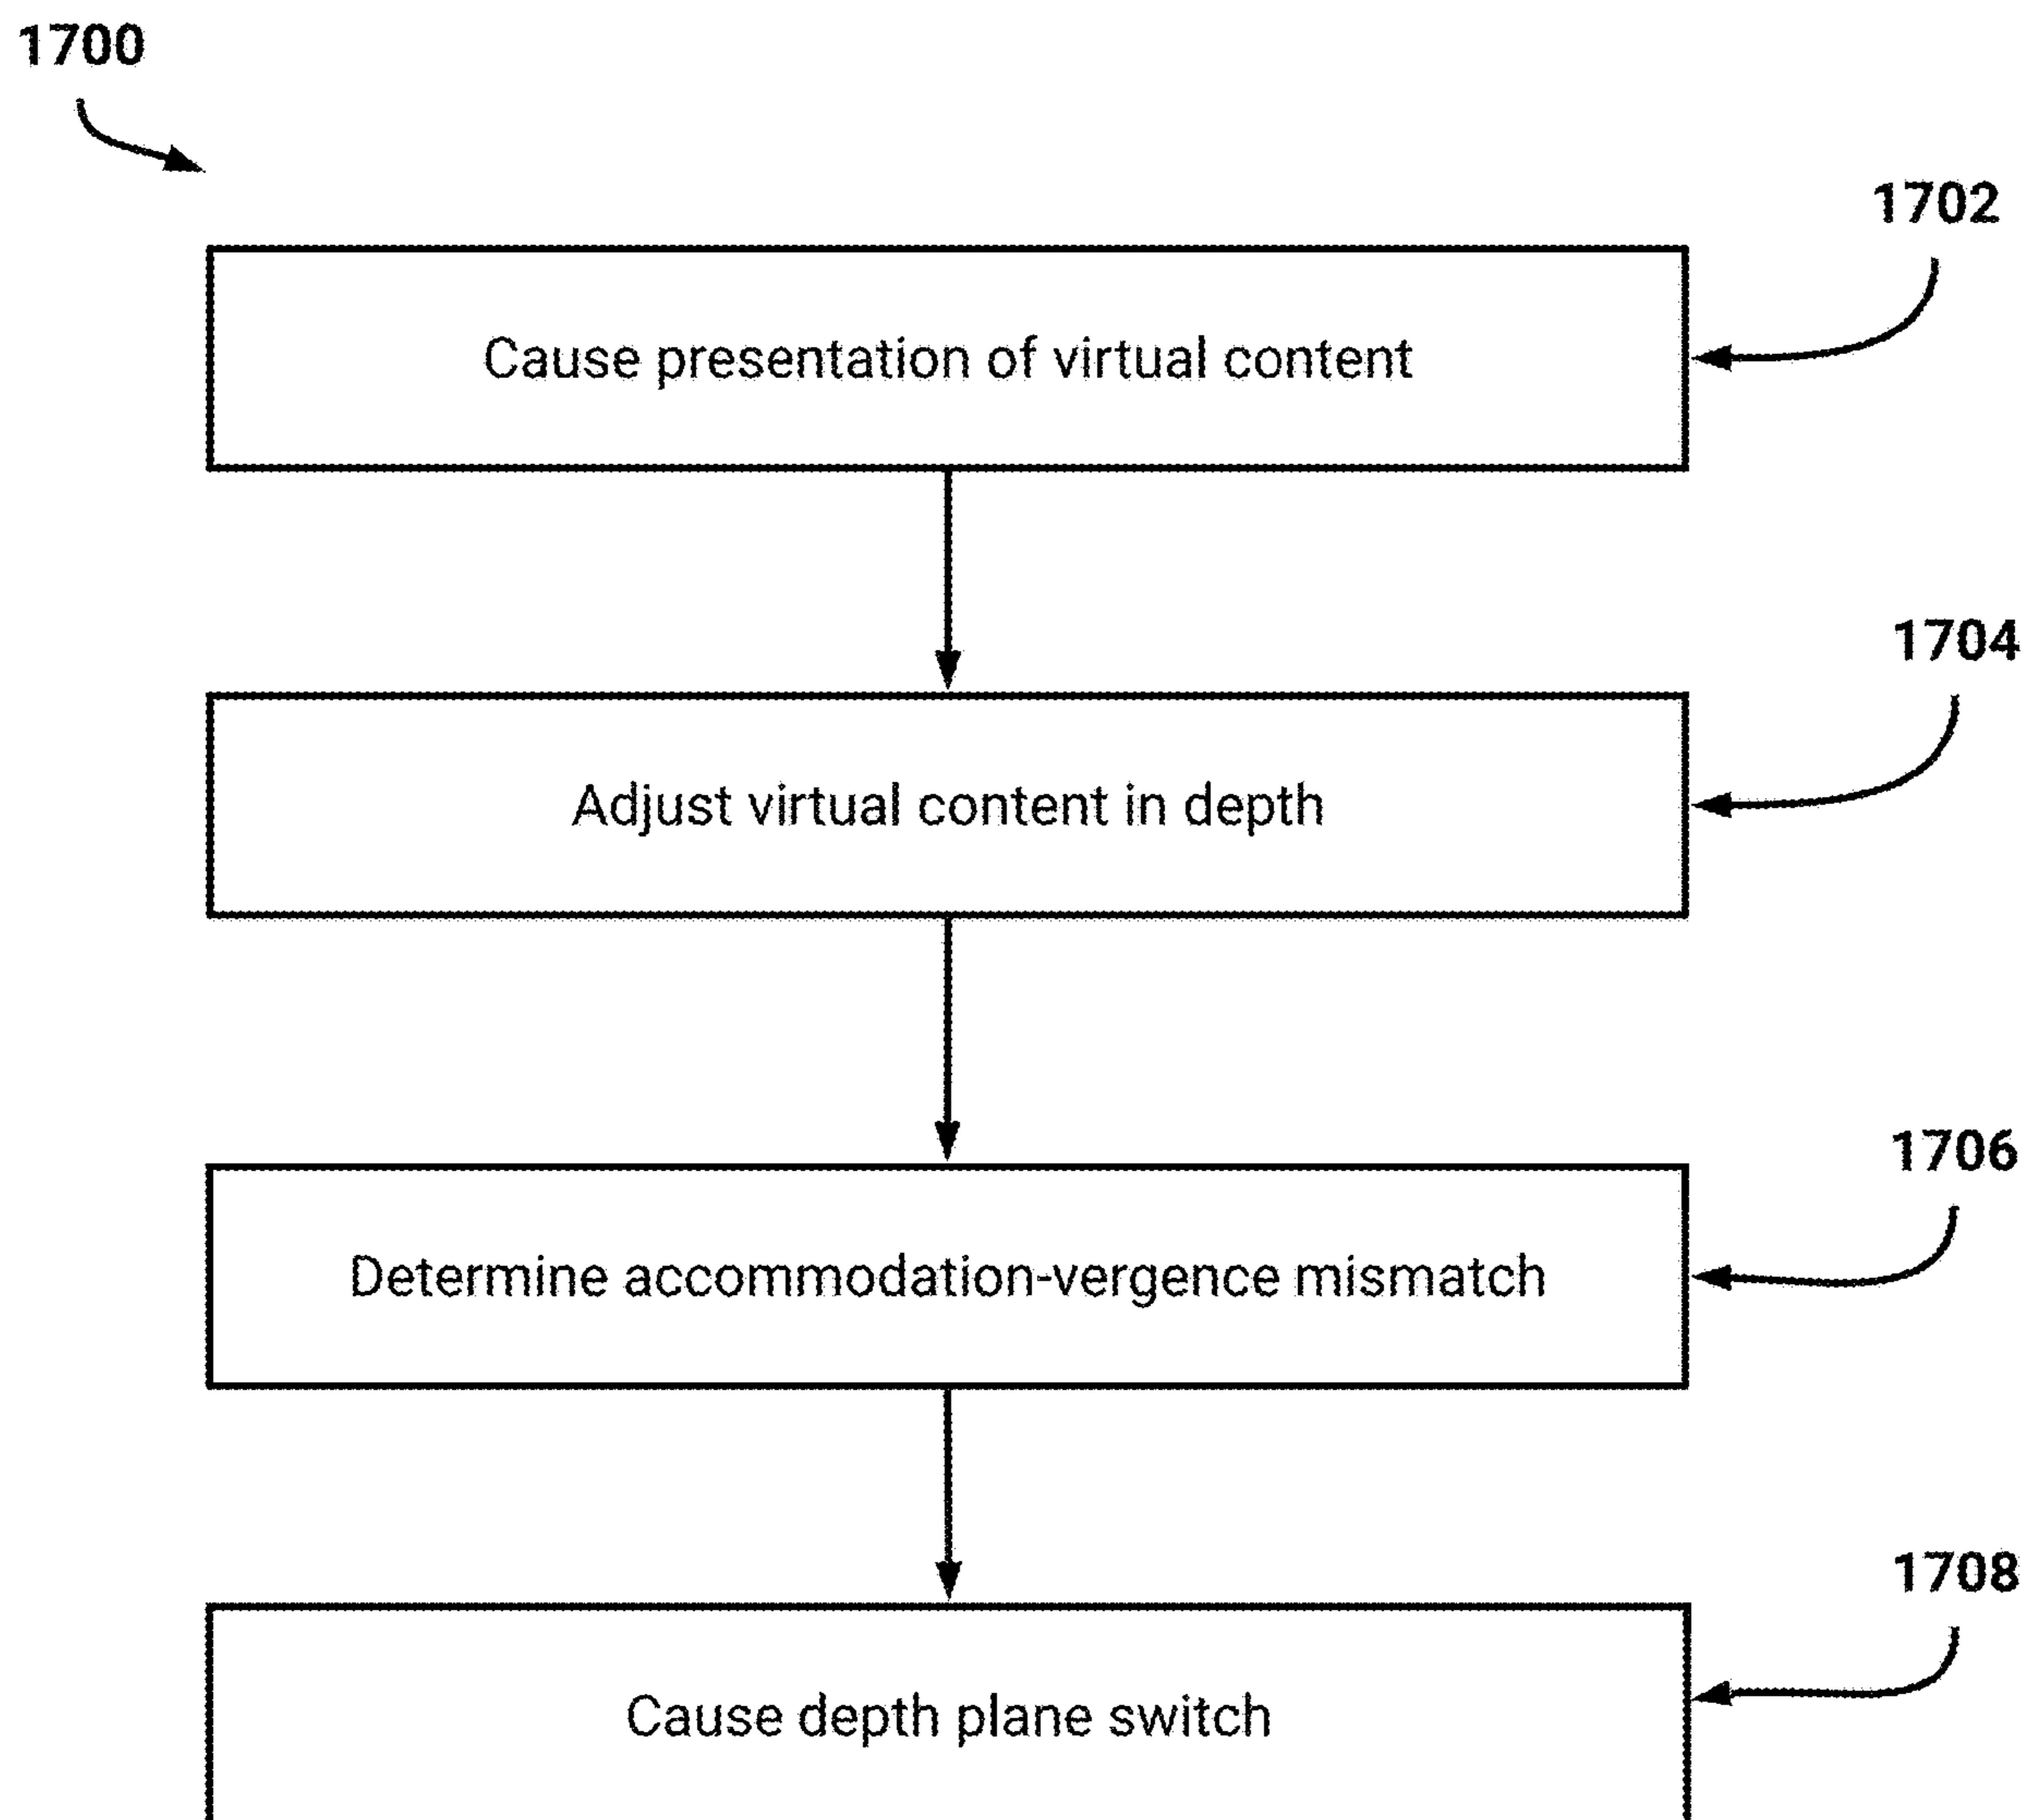 1700
1702
Cause presentation of virtual content
1704
Adjust virtual content in depth
1706
Determine accommodation-vergence mismatch
1708
Cause depth plane switch